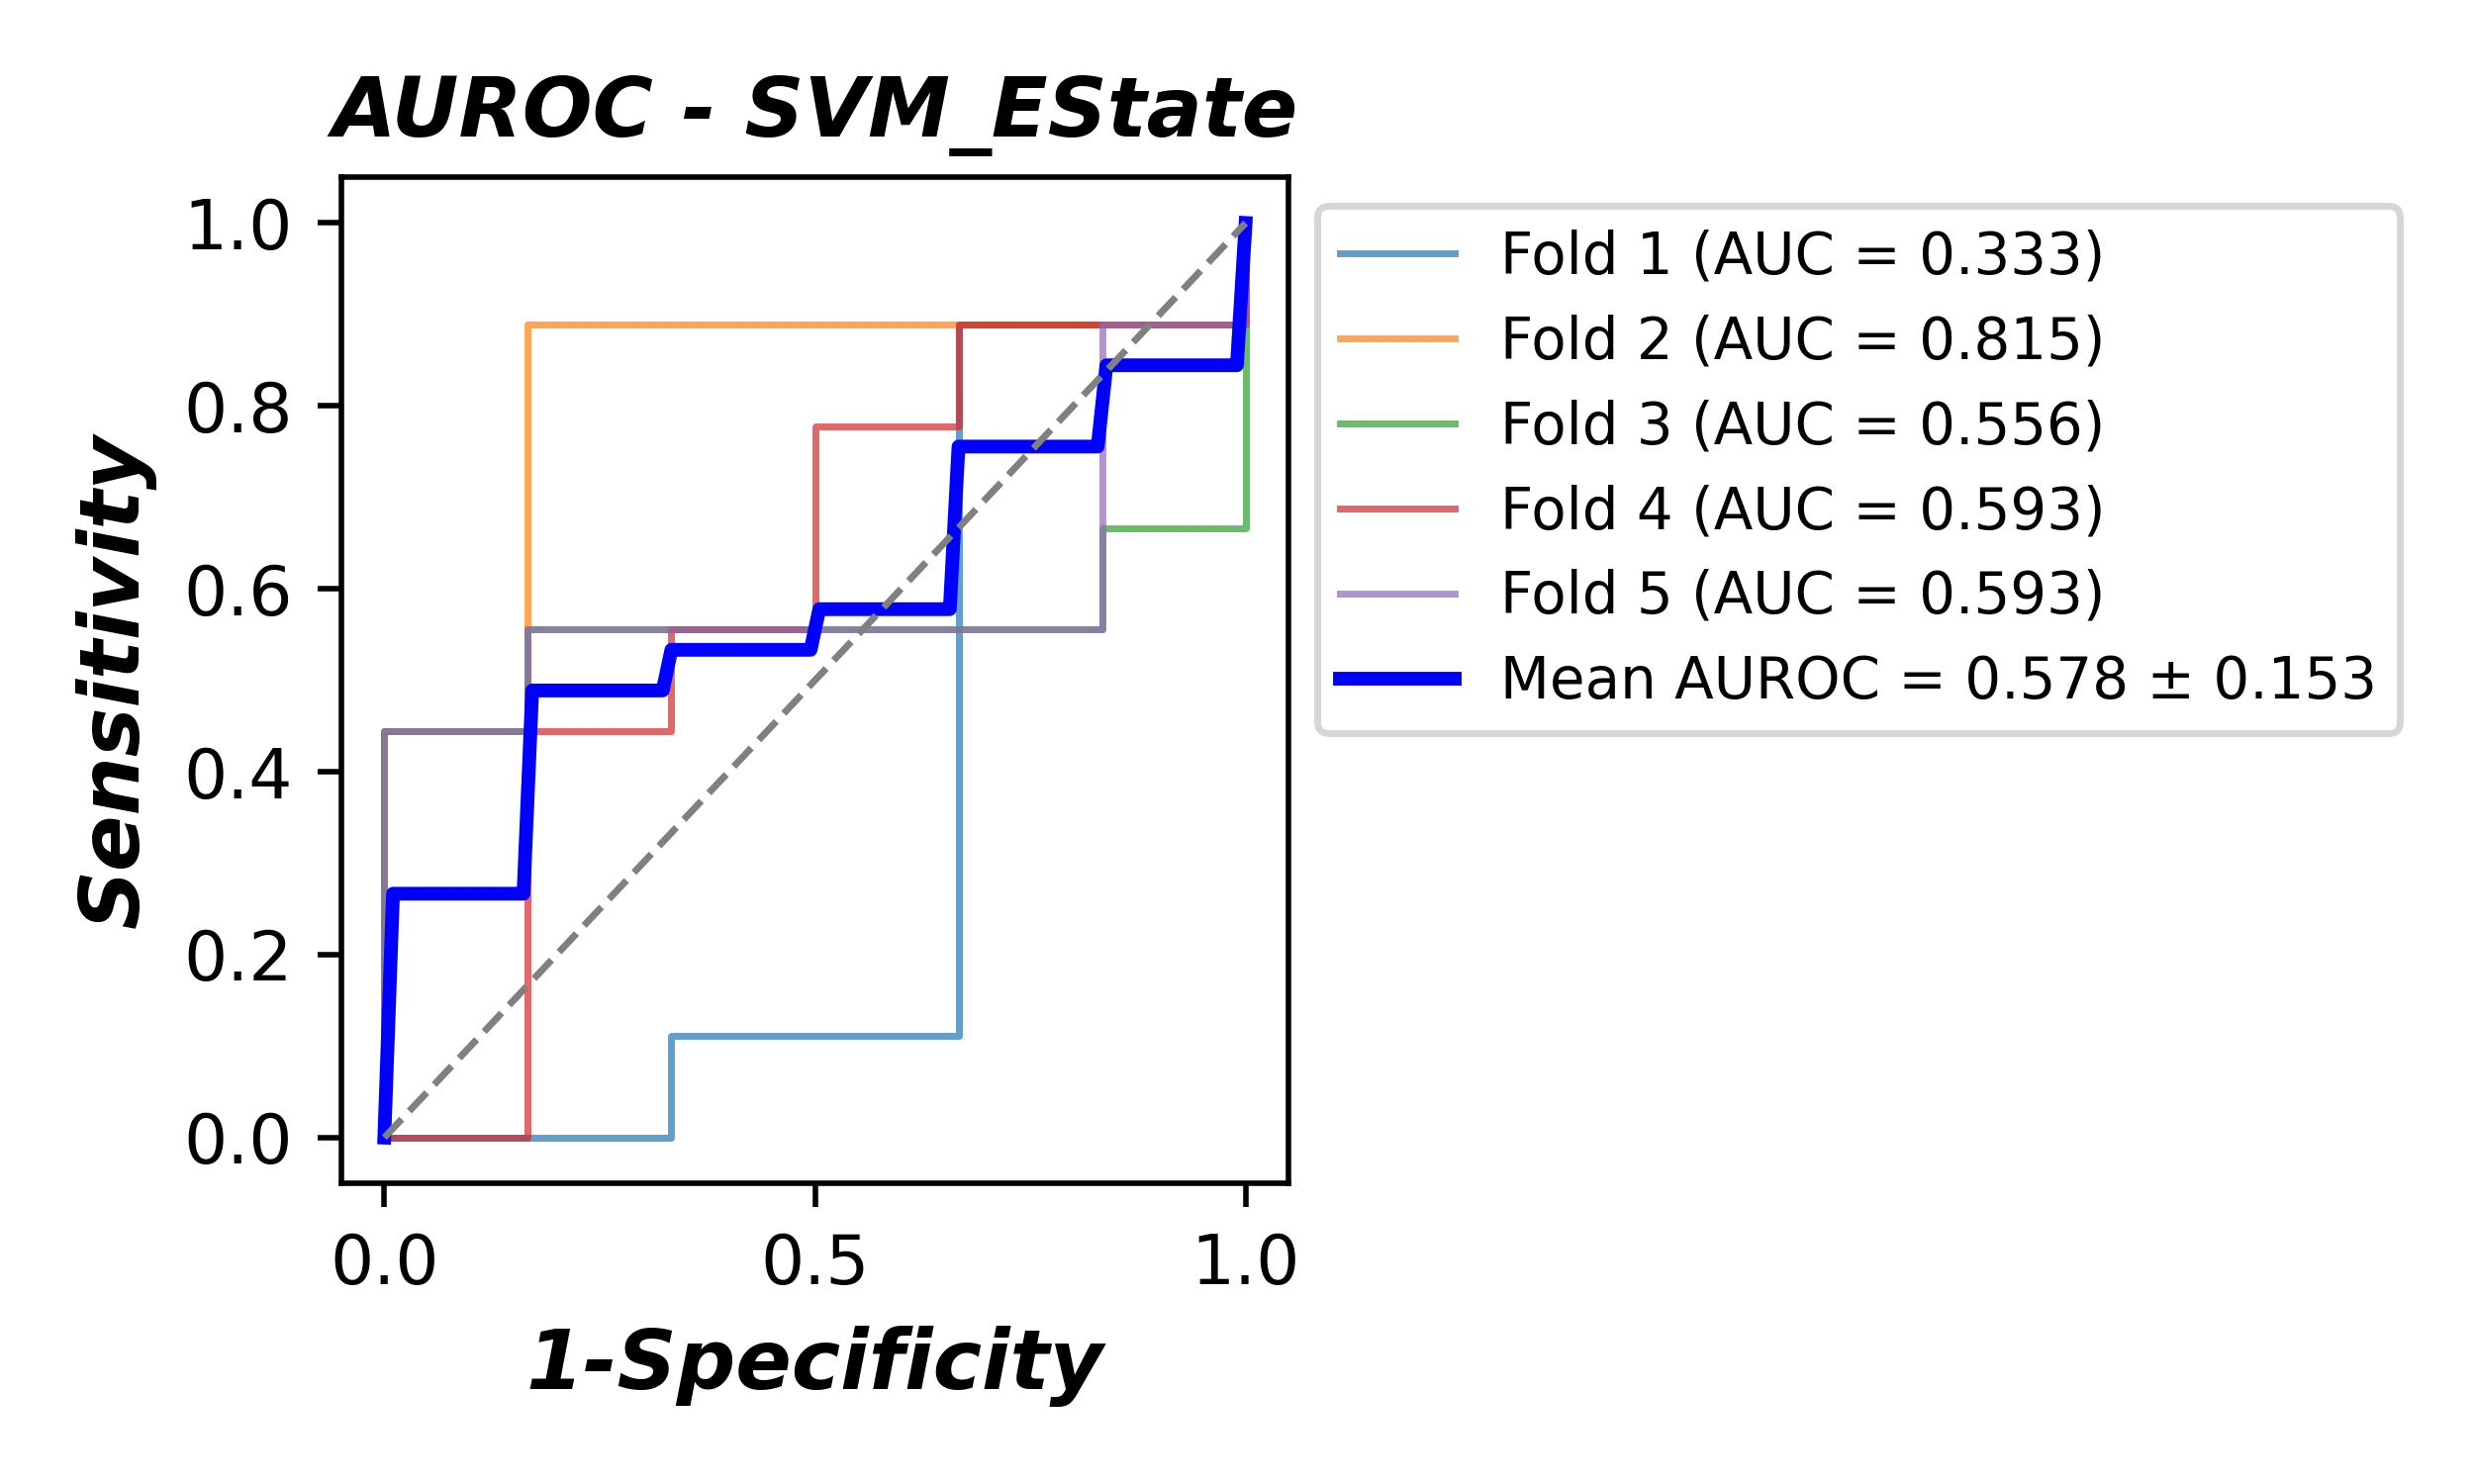 AUROC - SVM_EState
Sensitivity
1.0
0.8
0.6
0.4
0.2
0.0
0.0 0.5 1.0
1-Specificity
Fold 1 (AUC = 0.333)
Fold 2 (AUC = 0.815)
Fold 3 (AUC = 0.556)
Fold 4 (AUC = 0.593)
Fold 5 (AUC = 0.593)
Mean AUROC = 0.578 ± 0.153